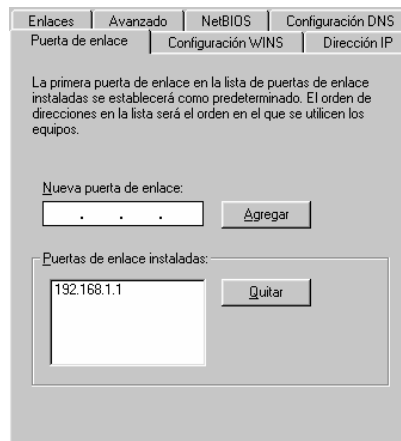 Enlaces Avanzado NetBIOS Configuración DNS
Puerta de enlace Configuración WINS Dirección IP
La primera puerta de enlace en la lista de puertas de enlace
instaladas se establecerá como predeterminado. El orden de
direcciones en la lista será el orden en el que se utilicen los
equipos.
Nueva puerta de enlace:
. . . Agregar
Puertas de enlace instaladas:
192.168.1.1 Quitar